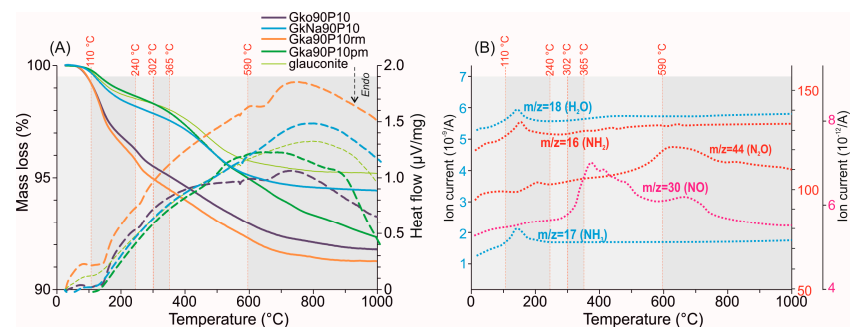 (A)
Gko90P10
GkNa90P10
Gka90P10rm
Gka90P10pm
glauconite
110 °C
240 °C
302 °C
365 °C
590 °C
Endo
100
95
90
Mass loss (%)
2.0
1.5
1.0
0.5
0
Heat flow (µV/mg)
200
400
600
800
1000
Temperature (°C)
(B)
110 °C
240 °C
302 °C
365 °C
590 °C
7
6
5
4
3
2
1
Ion current (10⁻⁹/A)
m/z=18 (H₂O)
m/z=16 (NH₂)
m/z=44 (N₂O)
m/z=30 (NO)
m/z=17 (NH₃)
150
100
50
Ion current (10⁻¹²/A)
8
6
4
Ion current (10⁻¹²/A)
0
200
400
600
800
1000
Temperature (°C)